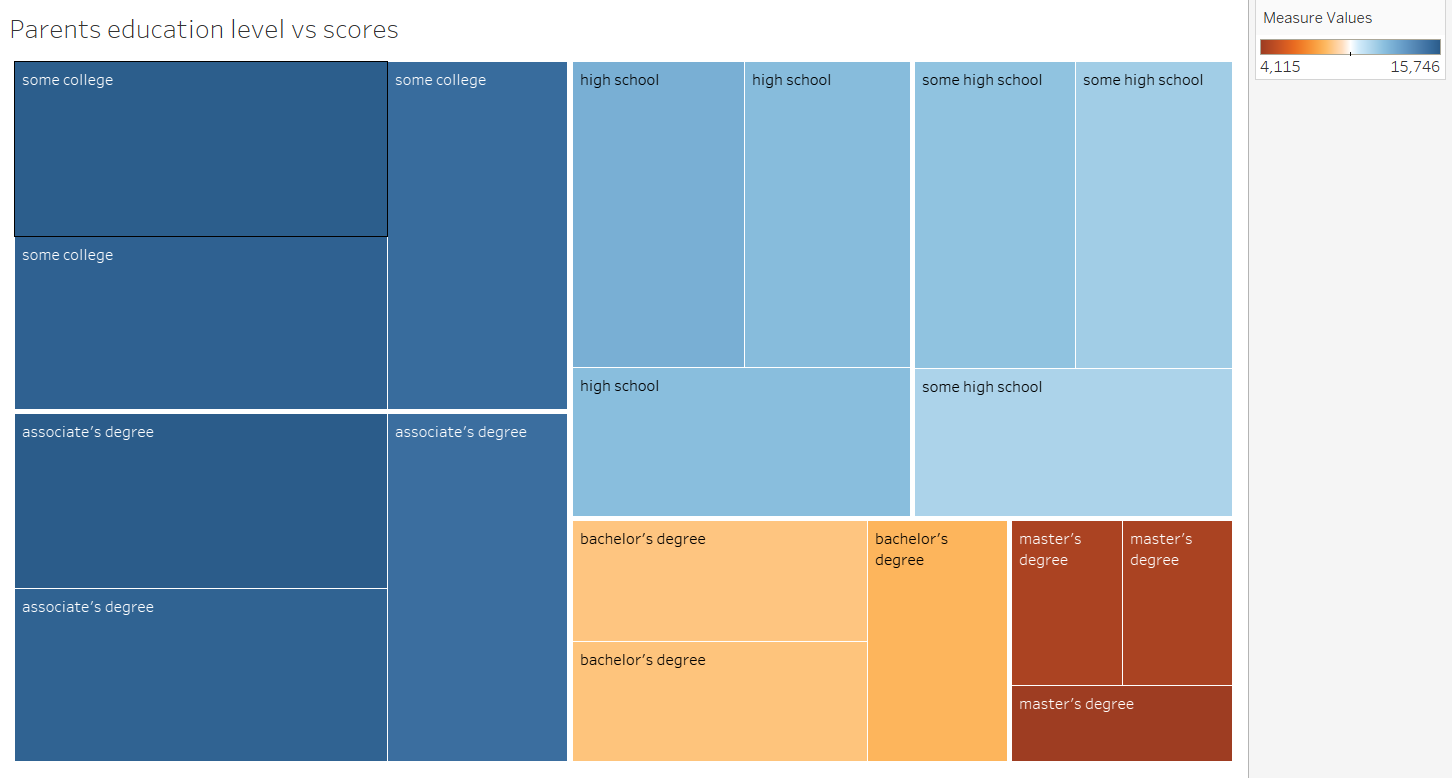 Parents education level vs scores
Measure Values
4,115
15,746
some college
some college
some college
associate's degree
associate's degree
associate's degree
high school
high school
high school
some high school
some high school
some high school
bachelor's degree
bachelor's
degree
bachelor's degree
master's
degree
master's
degree
master's degree